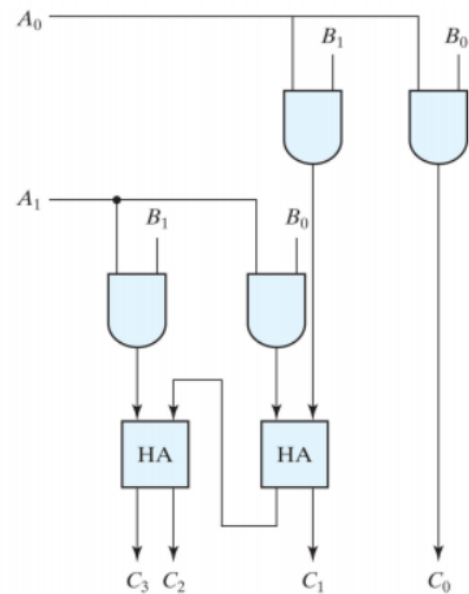 A₀
B₁ B₀
A₁
B₁ B₀
HA HA
C₃ C₂ C₁ C₀